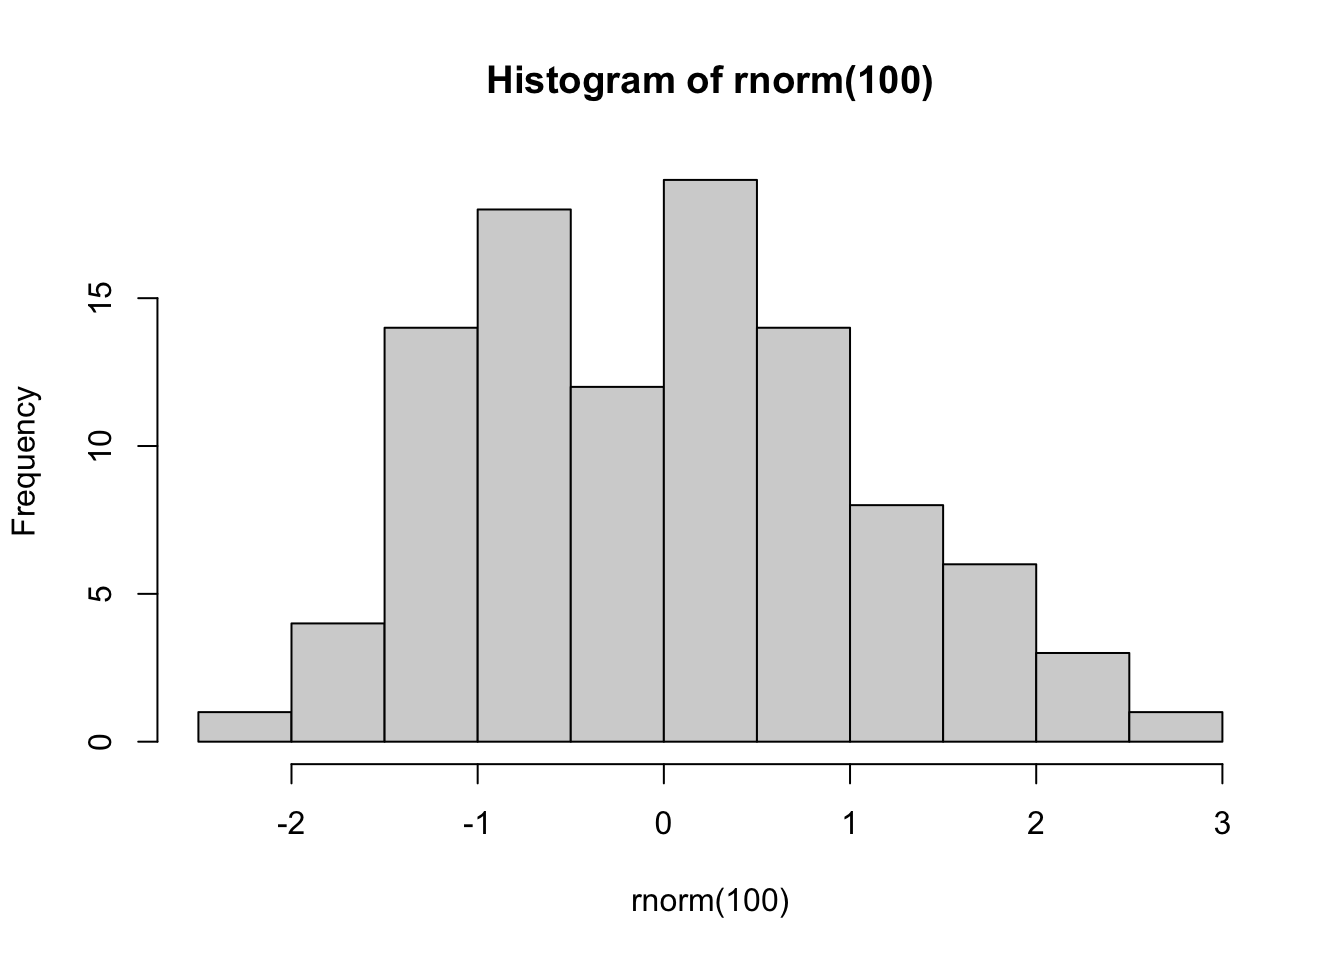 Histogram of rnorm(100)
Frequency
15
10
5
0
-2 -1 0 1 2 3
rnorm(100)